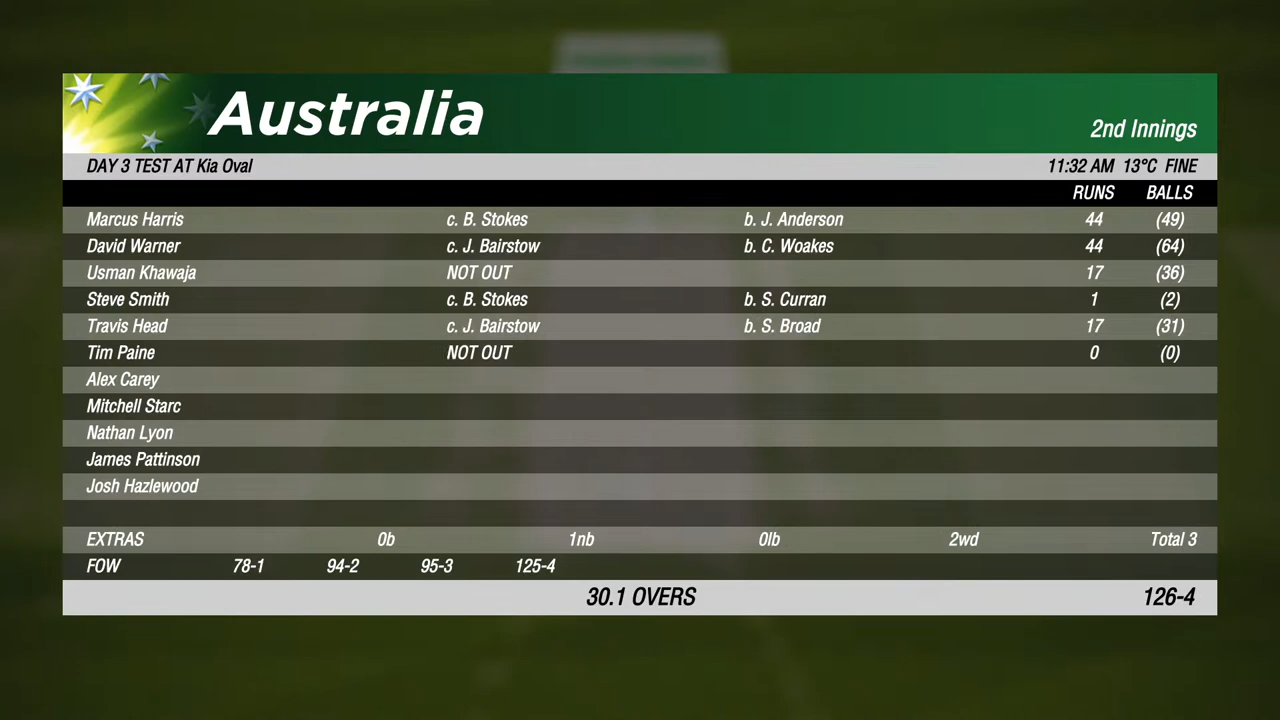 Australia
2nd Innings
DAY 3 TEST AT Kia Oval 11:32 AM 13°C FINE
RUNS BALLS
Marcus Harris c. B. Stokes b. J. Anderson 44 (49)
David Warner c. J. Bairstow b. C. Woakes 44 (64)
Usman Khawaja NOT OUT 17 (36)
Steve Smith c. B. Stokes b. S. Curran 1 (2)
Travis Head c. J. Bairstow b. S. Broad 17 (31)
Tim Paine NOT OUT 0 (0)
Alex Carey
Mitchell Starc
Nathan Lyon
James Pattinson
Josh Hazlewood
EXTRAS 0b 1nb 0lb 2wd Total 3
FOW 78-1 94-2 95-3 125-4
30.1 OVERS 126-4